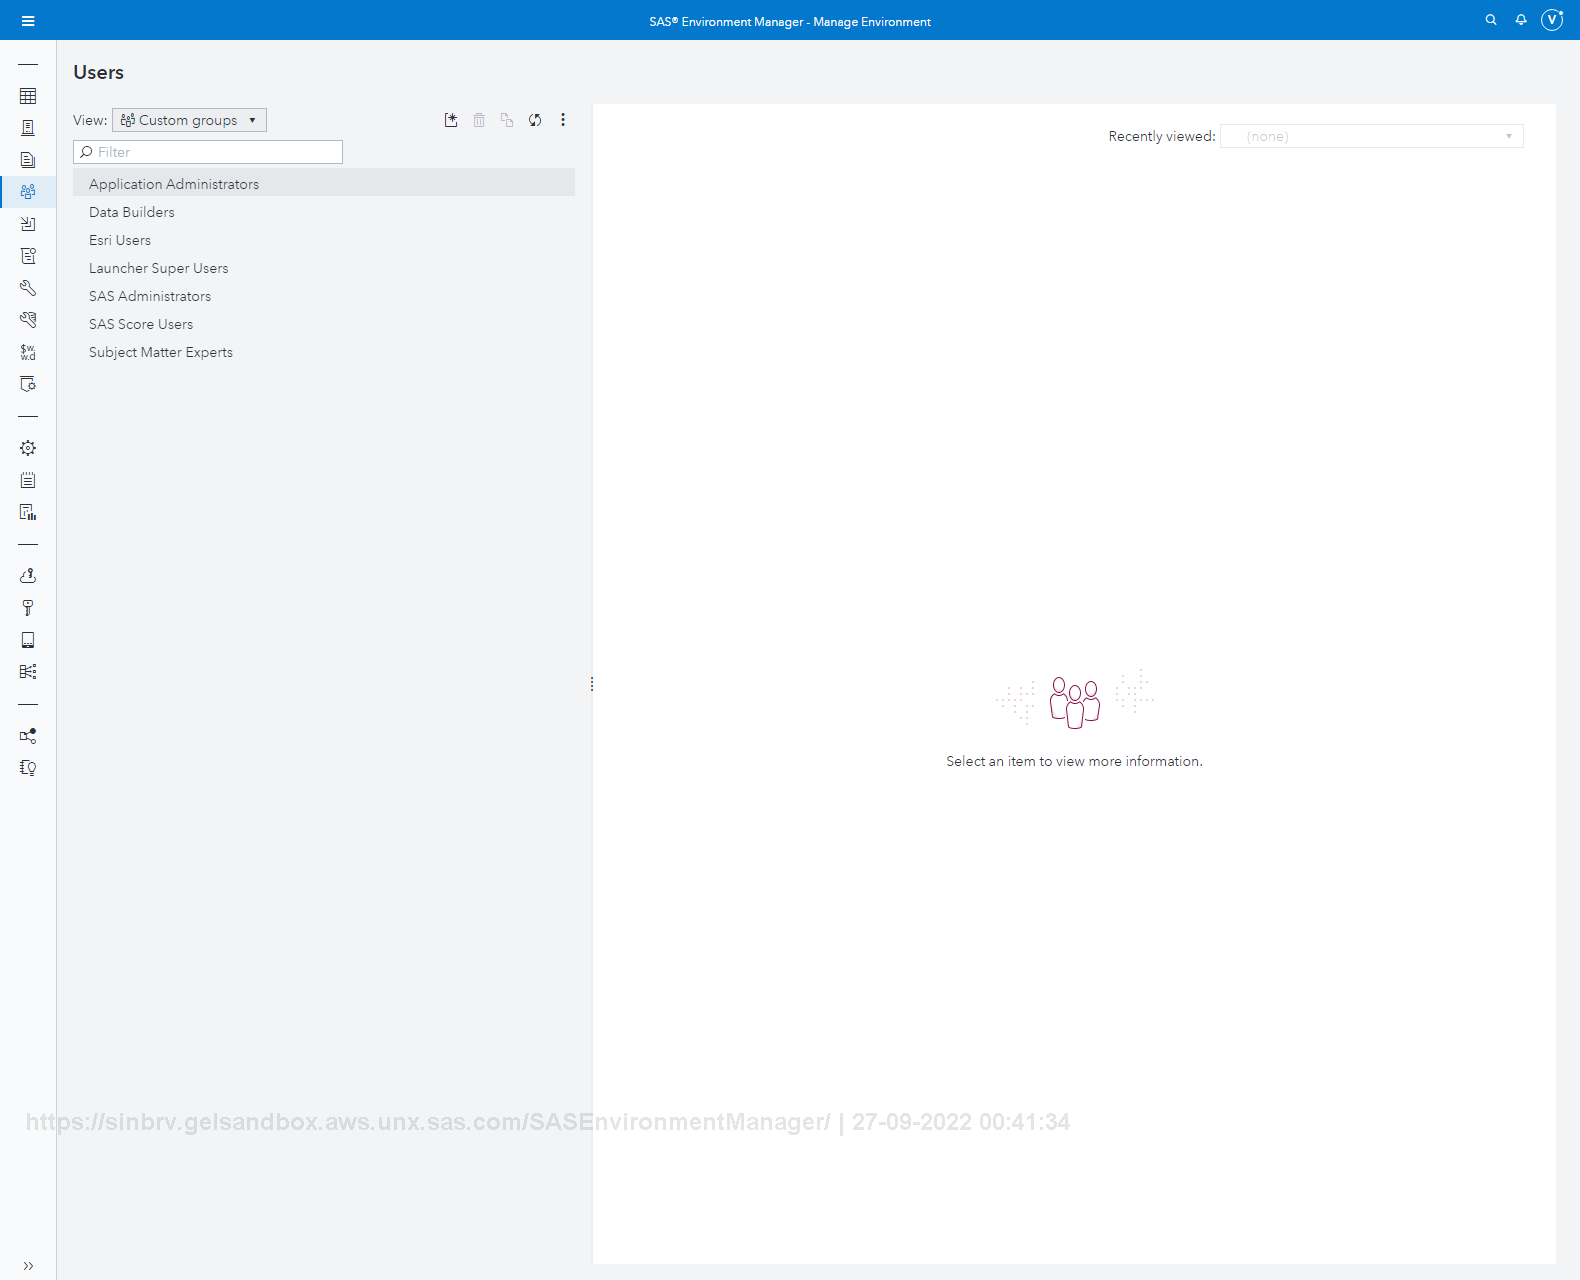 SAS® Environment Manager - Manage Environment
V
Users
View: Custom groups
Filter
Recently viewed: (none)
Application Administrators
Data Builders
Esri Users
Launcher Super Users
SAS Administrators
SAS Score Users
Subject Matter Experts
$w.
w.d
Select an item to view more information.
https://sinbrv.gelsandbox.aws.unx.sas.com/SASEnvironmentManager/ | 27-09-2022 00:41:34